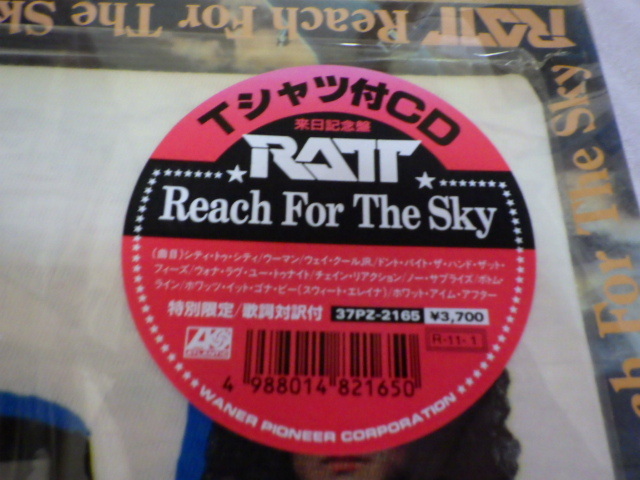 Reach For The Sk
RATT
The Sky
ch For The Sky
Tシャツ付CD
来日記念盤
RATT
Reach For The Sky
(曲目)シティ・トゥ・シティ/ウーマン/ウェイ・クールJR./ドント・バイト・ザ・ハンド・ザット・
フィーズ/ウォナ・ラヴ・ユー・トゥナイト/チェイン・リアクション/ノー・サプライズ/ボトム・
ライン/ホワッツ・イット・ゴナ・ビー/(スウィート・エレイナ)/ホワット・アイム・アフター
特別限定/歌詞対訳付 37PZ-2165 ¥3,700
R-11-1
ATLANTIC
4 988014 821650
WANER PIONEER CORPORATION